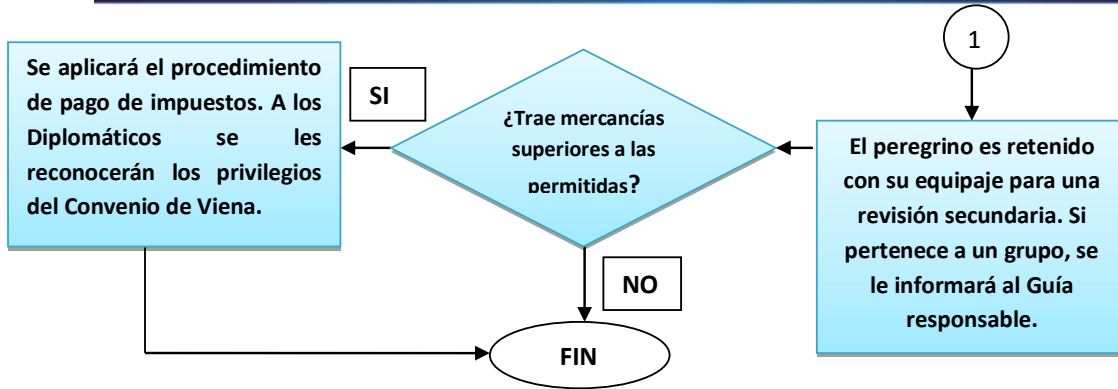 1
El peregrino es retenido
con su equipaje para una
revisión secundaria. Si
pertenece a un grupo, se
le informará al Guía
responsable.
¿Trae mercancías
superiores a las
permitidas?
SI
Se aplicará el procedimiento
de pago de impuestos. A los
Diplomáticos se les
reconocerán los privilegios
del Convenio de Viena.
NO
FIN